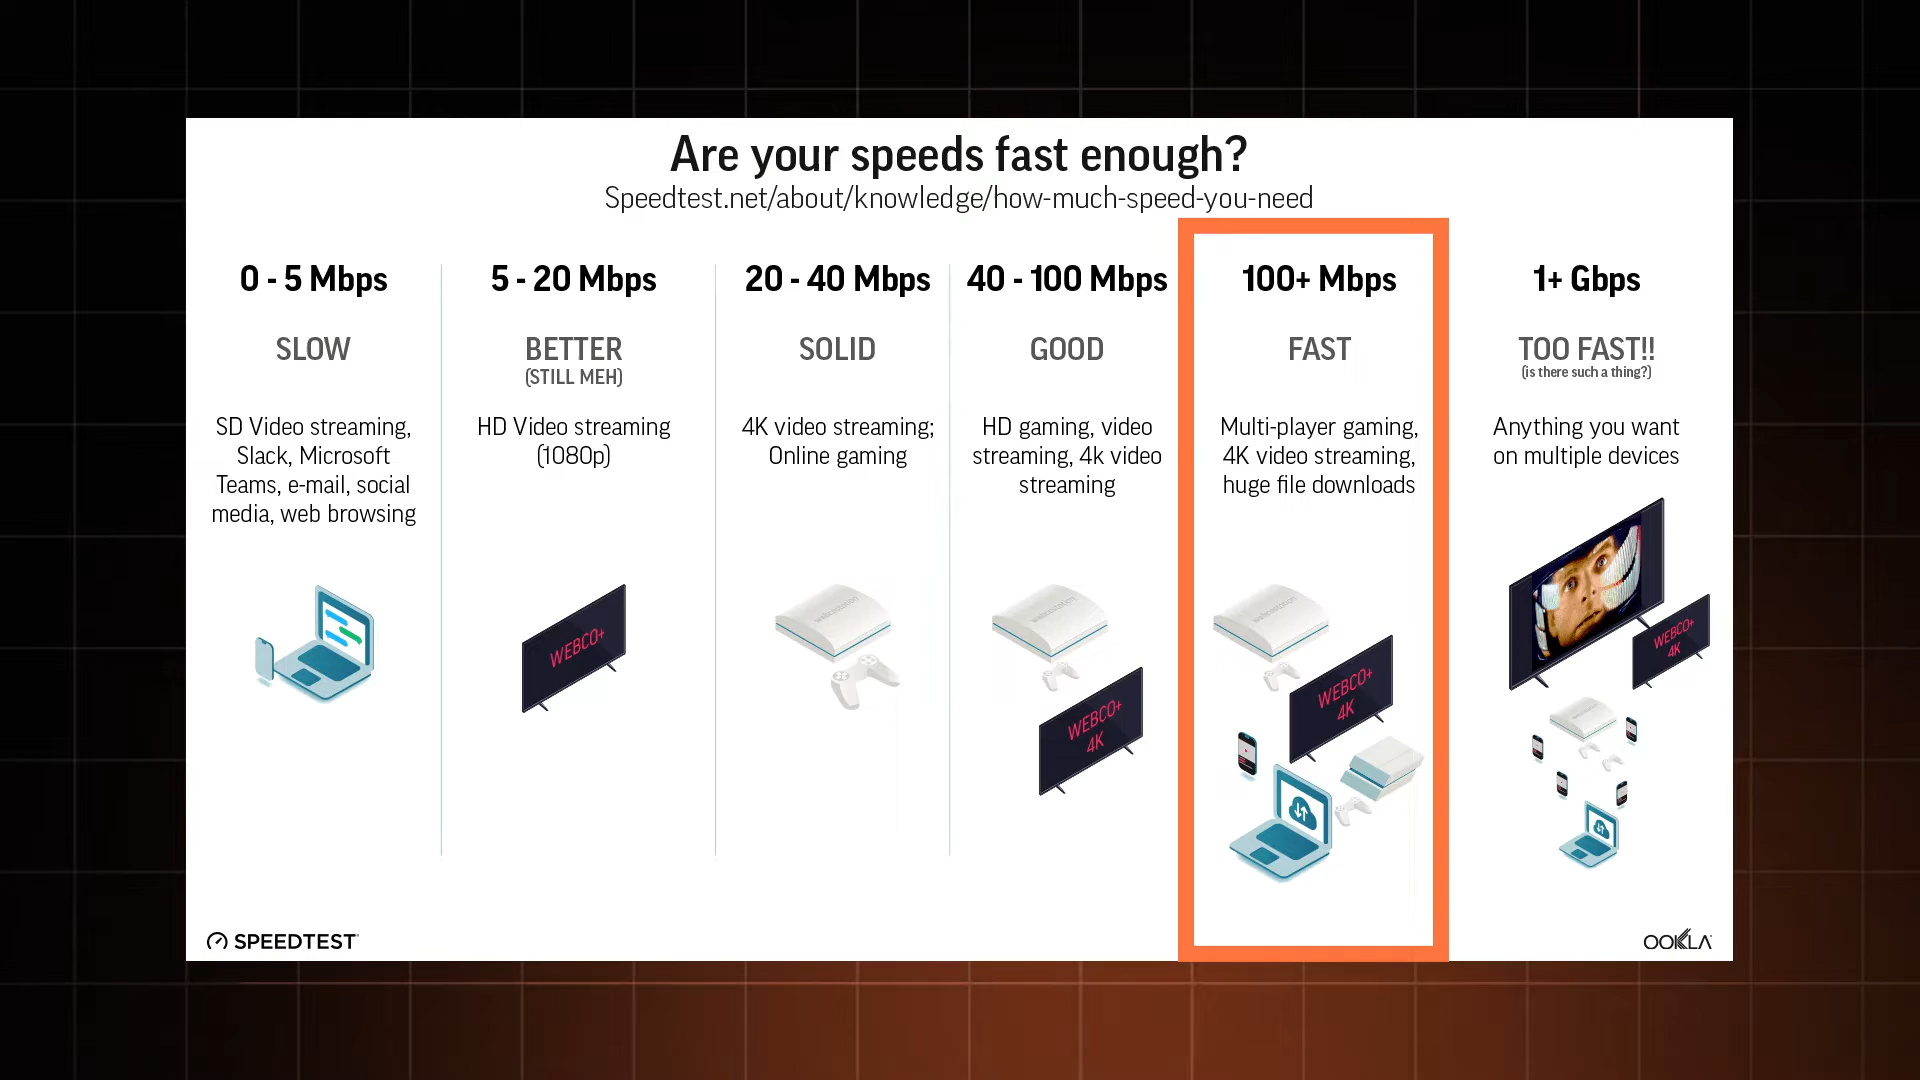 Are your speeds fast enough?
Speedtest.net/about/knowledge/how-much-speed-you-need
0 - 5 Mbps
SLOW
SD Video streaming,
Slack, Microsoft
Teams, e-mail, social
media, web browsing
5 - 20 Mbps
BETTER
(STILL MEH)
HD Video streaming
(1080p)
WEBCO+
20 - 40 Mbps
SOLID
4K video streaming;
Online gaming
40 - 100 Mbps
GOOD
HD gaming, video
streaming, 4k video
streaming
WEBCO+
4K
100+ Mbps
FAST
Multi-player gaming,
4K video streaming,
huge file downloads
WEBCO+
4K
1+ Gbps
TOO FAST!!
(is there such a thing?)
Anything you want
on multiple devices
WEBCO+
4K
SPEEDTEST
OOKLA